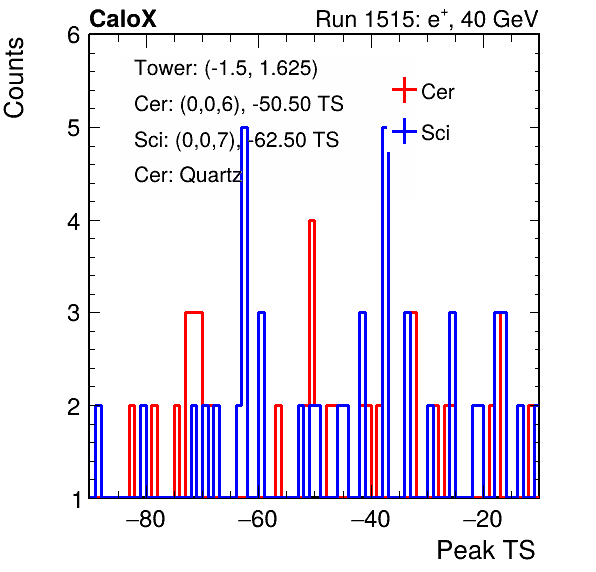 CaloX Run 1515: e+, 40 GeV
Counts
6
Tower: (-1.5, 1.625)
Cer: (0,0,6), -50.50 TS
Sci: (0,0,7), -62.50 TS
Cer: Quartz
Cer
Sci
5
4
3
2
1
−80 −60 −40 −20
Peak TS